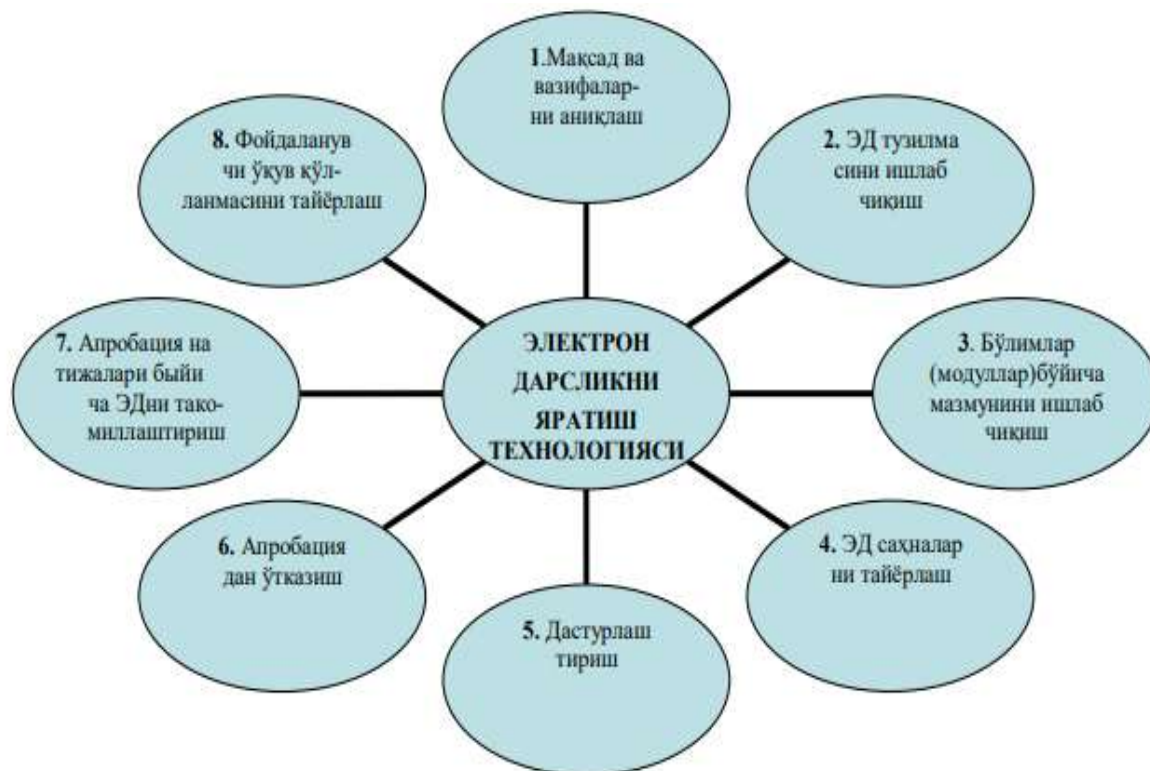 1.Мақсад ва
вазифалар-
ни аниқлаш
2. ЭД тузилма
сини ишлаб
чиқиш
3. Бўлимлар
(модуллар)бўйича
мазмунини ишлаб
чиқиш
4. ЭД саҳналар
ни тайёрлаш
5. Дастурлаш
тириш
6. Апробация
дан ўтказиш
7. Апробация на
тижалари быйи
ча ЭДни тако-
миллаштириш
8. Фойдаланув
чи ўқув қўл-
ланмасини тайёрлаш
ЭЛЕКТРОН
ДАРСЛИКНИ
ЯРАТИШ
ТЕХНОЛОГИЯСИ